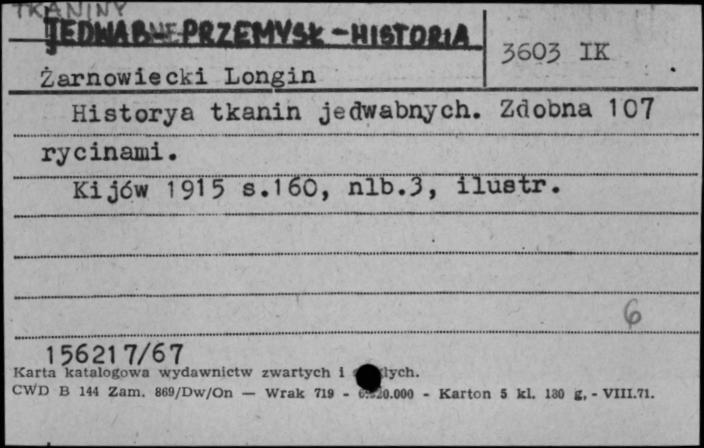 TKANINY
JEDWABNE - PRZEMYSŁ - HISTORIA
3603 IK
Żarnowiecki Longin
Historya tkanin jedwabnych. Zdobna 107
rycinami.
Kijów 1915 s.160, nlb.3, ilustr.
6
156217/67
Karta katalogowa wydawnictw zwartych i
CWD B 144 Zam. 869/Dw/On — Wrak 719 - - Karton 5 kl. 180 g, - VIII.71.